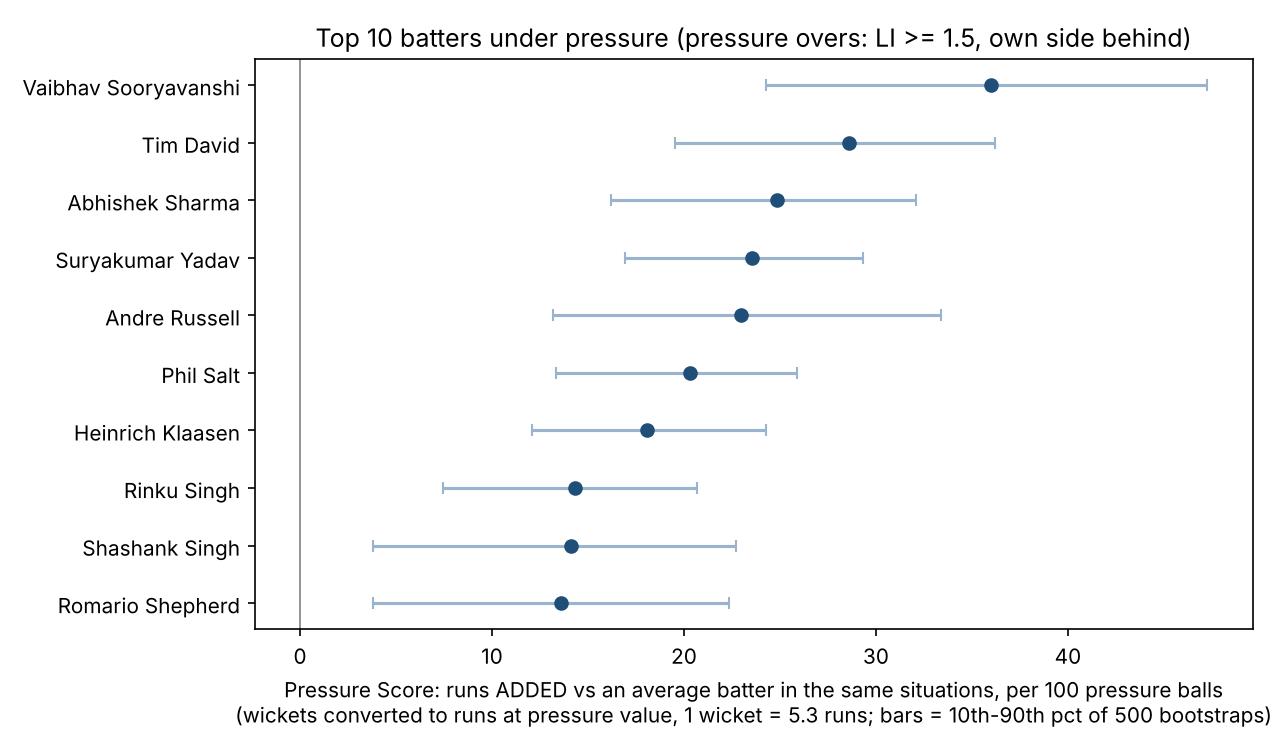 Top 10 batters under pressure (pressure overs: LI >= 1.5, own side behind)
Vaibhav Sooryavanshi
Tim David
Abhishek Sharma
Suryakumar Yadav
Andre Russell
Phil Salt
Heinrich Klaasen
Rinku Singh
Shashank Singh
Romario Shepherd
0 10 20 30 40
Pressure Score: runs ADDED vs an average batter in the same situations, per 100 pressure balls
(wickets converted to runs at pressure value, 1 wicket = 5.3 runs; bars = 10th-90th pct of 500 bootstraps)